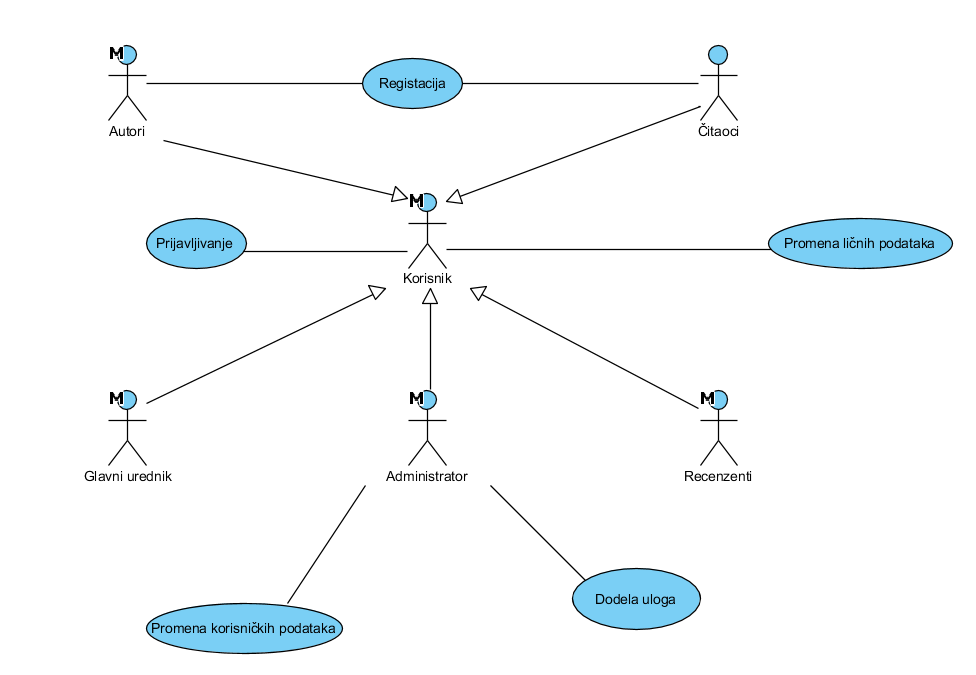 M
Autori
Registacija
Čitaoci
M
Korisnik
Prijavljivanje
Promena ličnih podataka
M
Glavni urednik
M
Administrator
M
Recenzenti
Promena korisničkih podataka
Dodela uloga